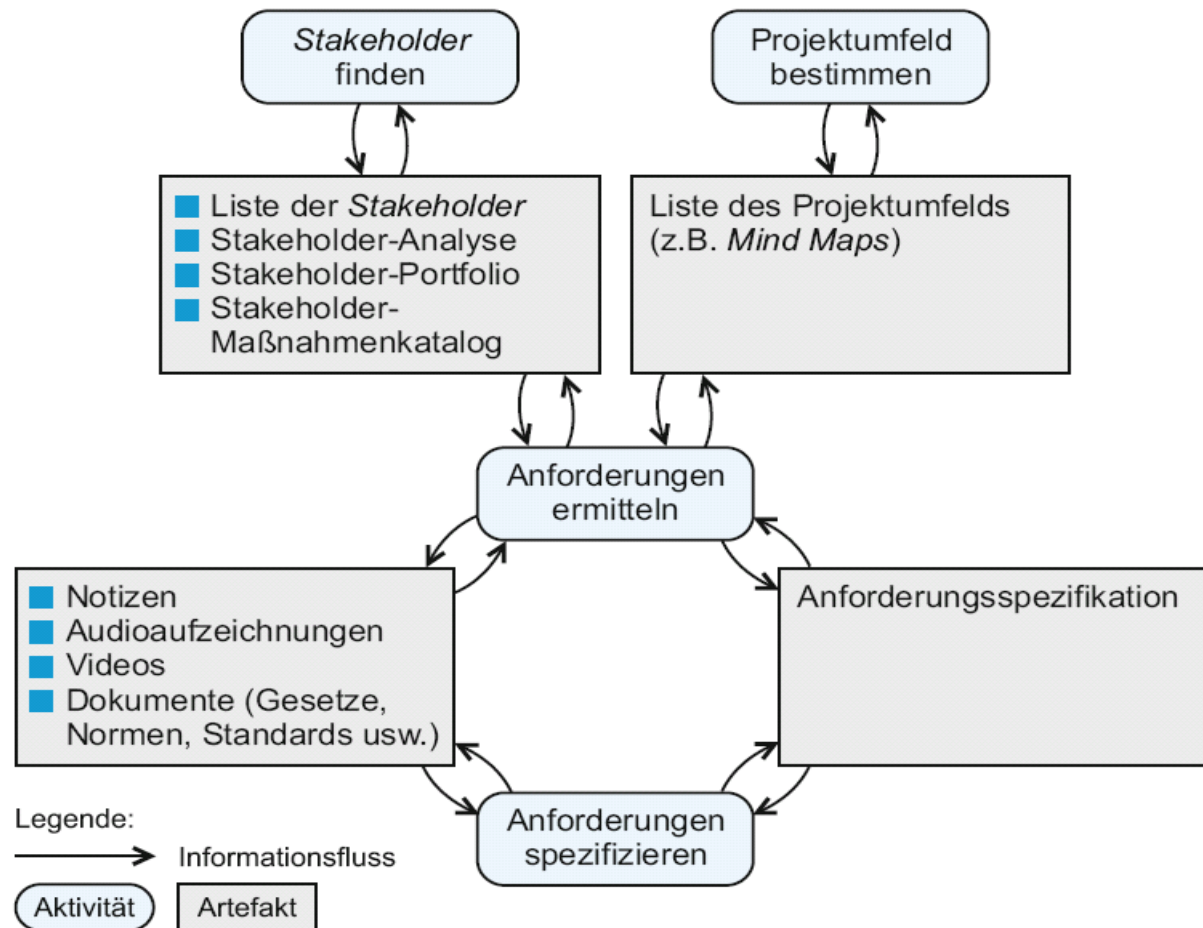 Stakeholder
finden
Projektumfeld
bestimmen
Liste der Stakeholder
Stakeholder-Analyse
Stakeholder-Portfolio
Stakeholder-
Maßnahmenkatalog
Liste des Projektumfelds
(z.B. Mind Maps)
Anforderungen
ermitteln
Notizen
Audioaufzeichnungen
Videos
Dokumente (Gesetze,
Normen, Standards usw.)
Anforderungsspezifikation
Anforderungen
spezifizieren
Legende:
Informationsfluss
Aktivität
Artefakt